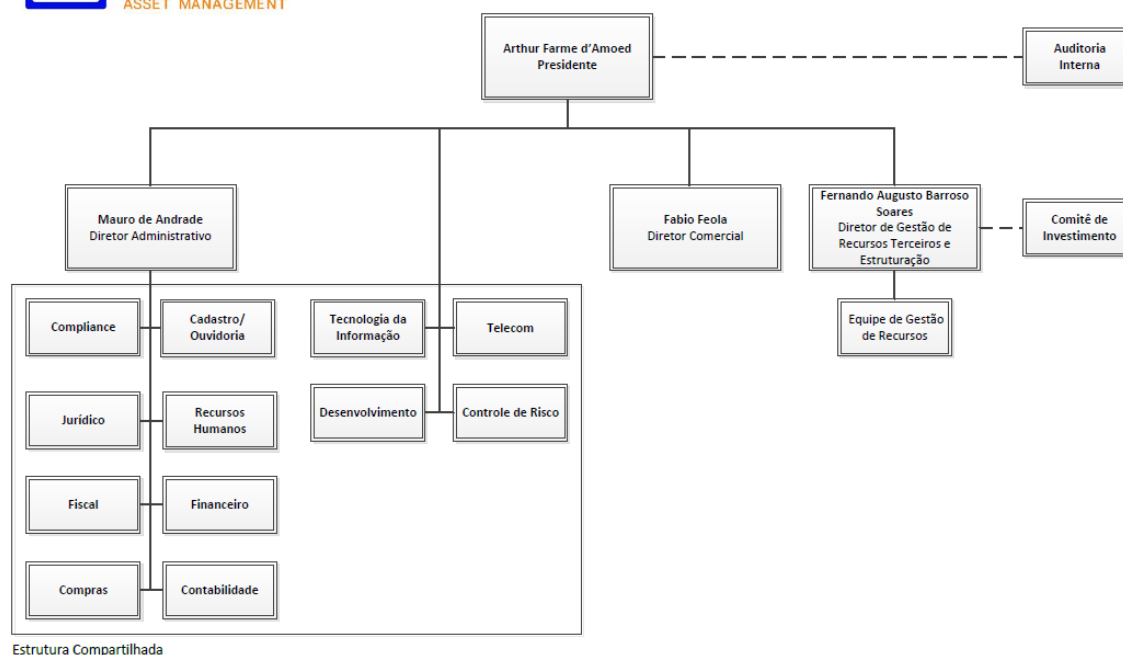 ASSET MANAGEMENT
Arthur Farme d'Amoed
Presidente
Auditoria
Interna
Mauro de Andrade
Diretor Administrativo
Fabio Feola
Diretor Comercial
Fernando Augusto Barroso
Soares
Diretor de Gestão de
Recursos Terceiros e
Estruturação
Comitê de
Investimento
Compliance
Cadastro/
Ouvidoria
Tecnologia da
Informação
Telecom
Equipe de Gestão
de Recursos
Jurídico
Recursos
Humanos
Desenvolvimento
Controle de Risco
Fiscal
Financeiro
Compras
Contabilidade
Estrutura Compartilhada